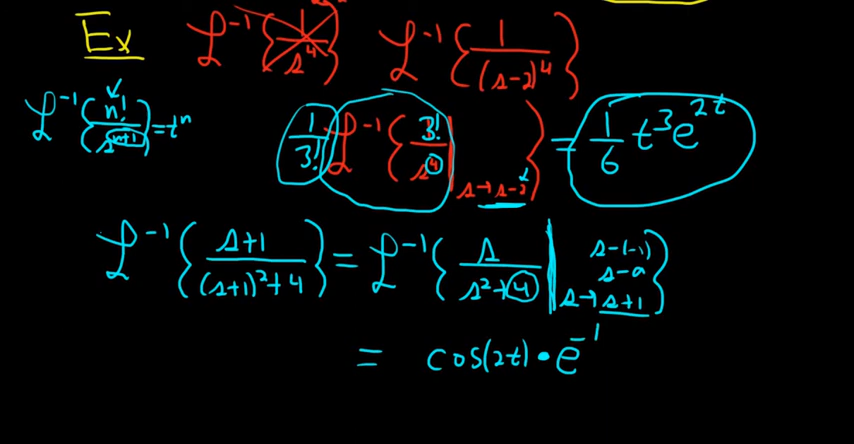 Ex ℒ⁻¹{1/s⁴} ℒ⁻¹{1/(s-2)⁴}
ℒ⁻¹{n!/sⁿ⁺¹} = tⁿ
1/3! ℒ⁻¹{3!/s⁴ | s→s-2} = 1/6 t³e²ᵗ
ℒ⁻¹{(s+1)/((s+1)²+4)} = ℒ⁻¹{s/(s²+4) | s-(-1) s-a s→s+1}
= cos(2t)·e⁻¹